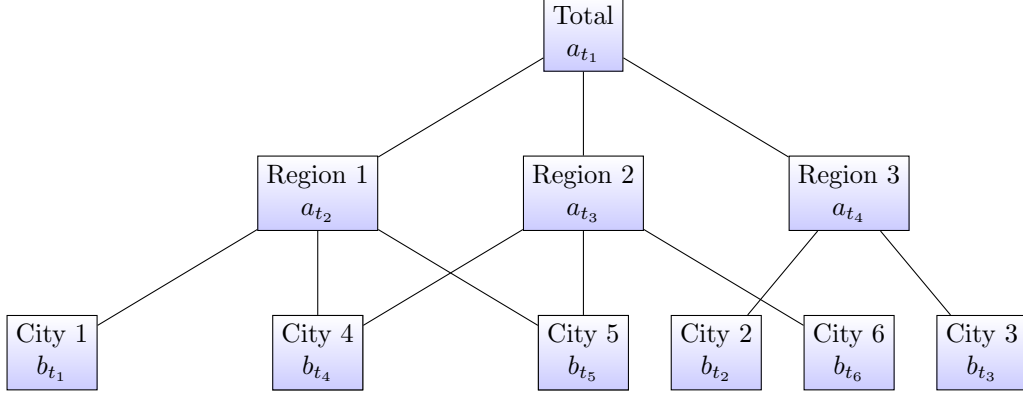 Total
a_{t_1}
Region 1
a_{t_2}
Region 2
a_{t_3}
Region 3
a_{t_4}
City 1
b_{t_1}
City 4
b_{t_4}
City 5
b_{t_5}
City 2
b_{t_2}
City 6
b_{t_6}
City 3
b_{t_3}